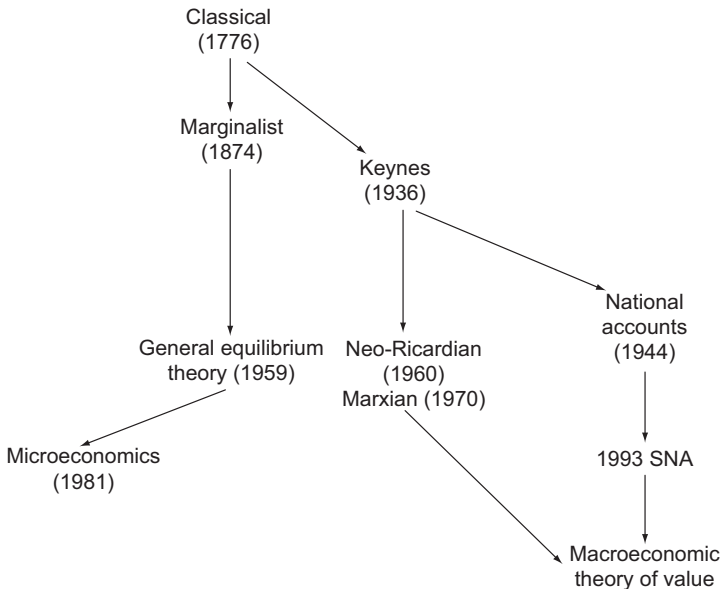 Classical
(1776)
Marginalist
(1874)
Keynes
(1936)
National
accounts
(1944)
General equilibrium
theory (1959)
Neo-Ricardian
(1960)
Marxian (1970)
Microeconomics
(1981)
1993 SNA
Macroeconomic
theory of value